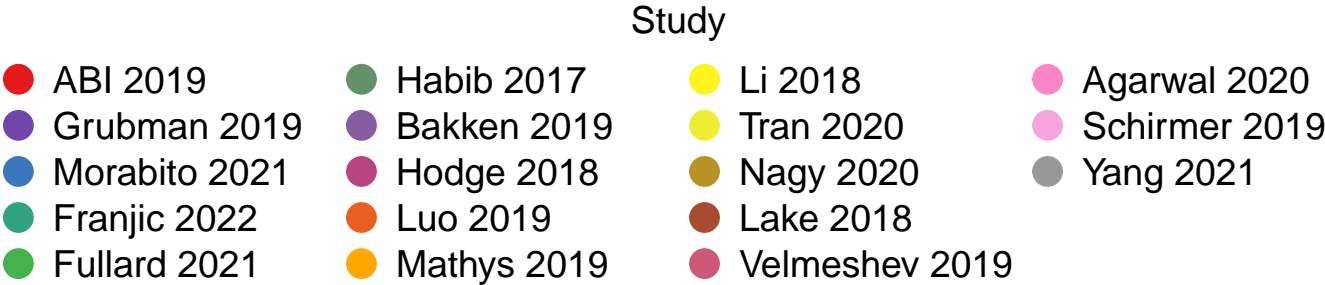 Study
ABI 2019
Grubman 2019
Morabito 2021
Franjic 2022
Fullard 2021
Habib 2017
Bakken 2019
Hodge 2018
Luo 2019
Mathys 2019
Li 2018
Tran 2020
Nagy 2020
Lake 2018
Velmeshev 2019
Agarwal 2020
Schirmer 2019
Yang 2021